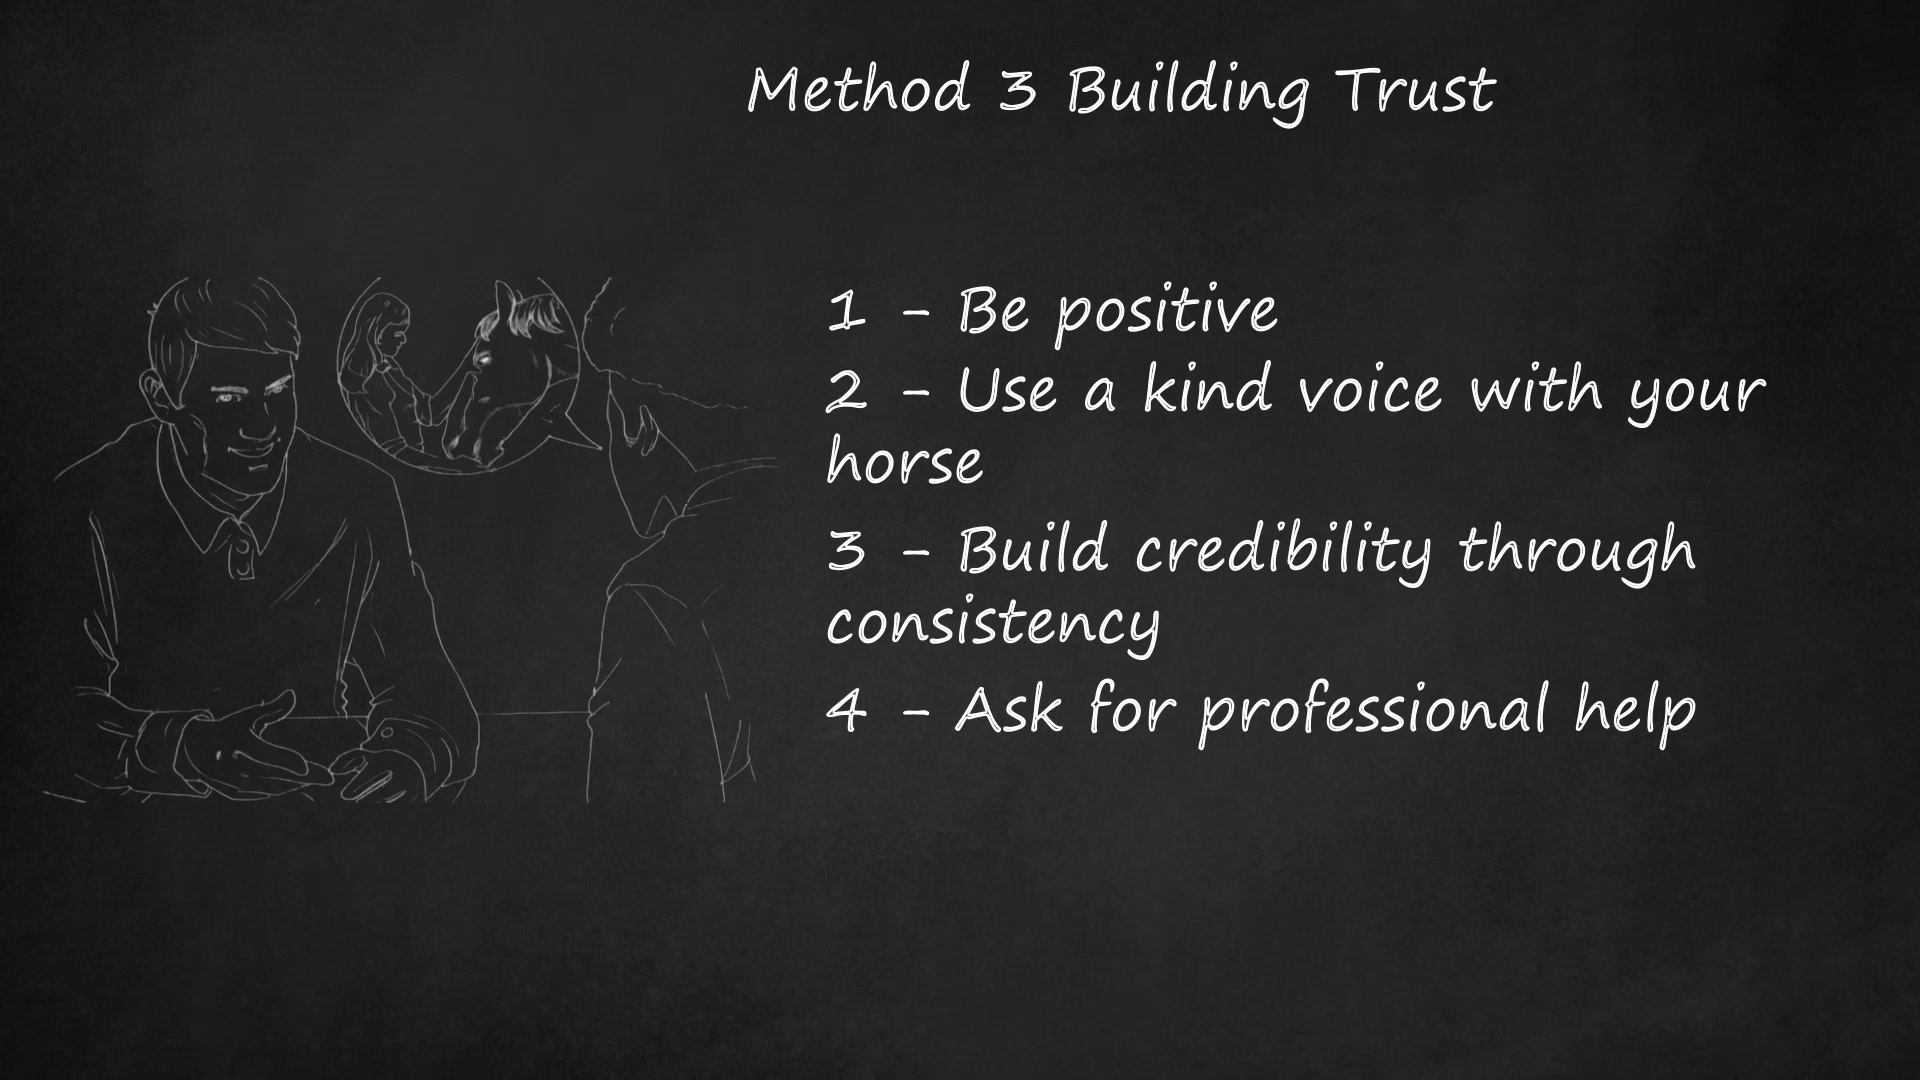 Method 3 Building Trust
1 - Be positive
2 - Use a kind voice with your
horse
3 - Build credibility through
consistency
4 - Ask for professional help